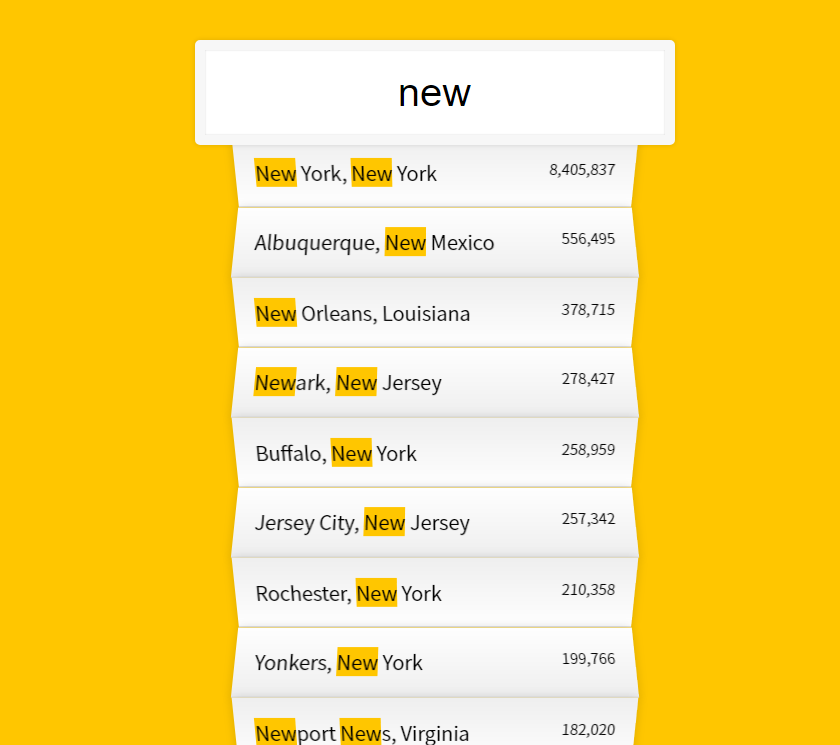 new
New York, New York 8,405,837
Albuquerque, New Mexico 556,495
New Orleans, Louisiana 378,715
Newark, New Jersey 278,427
Buffalo, New York 258,959
Jersey City, New Jersey 257,342
Rochester, New York 210,358
Yonkers, New York 199,766
Newport News, Virginia 182,020